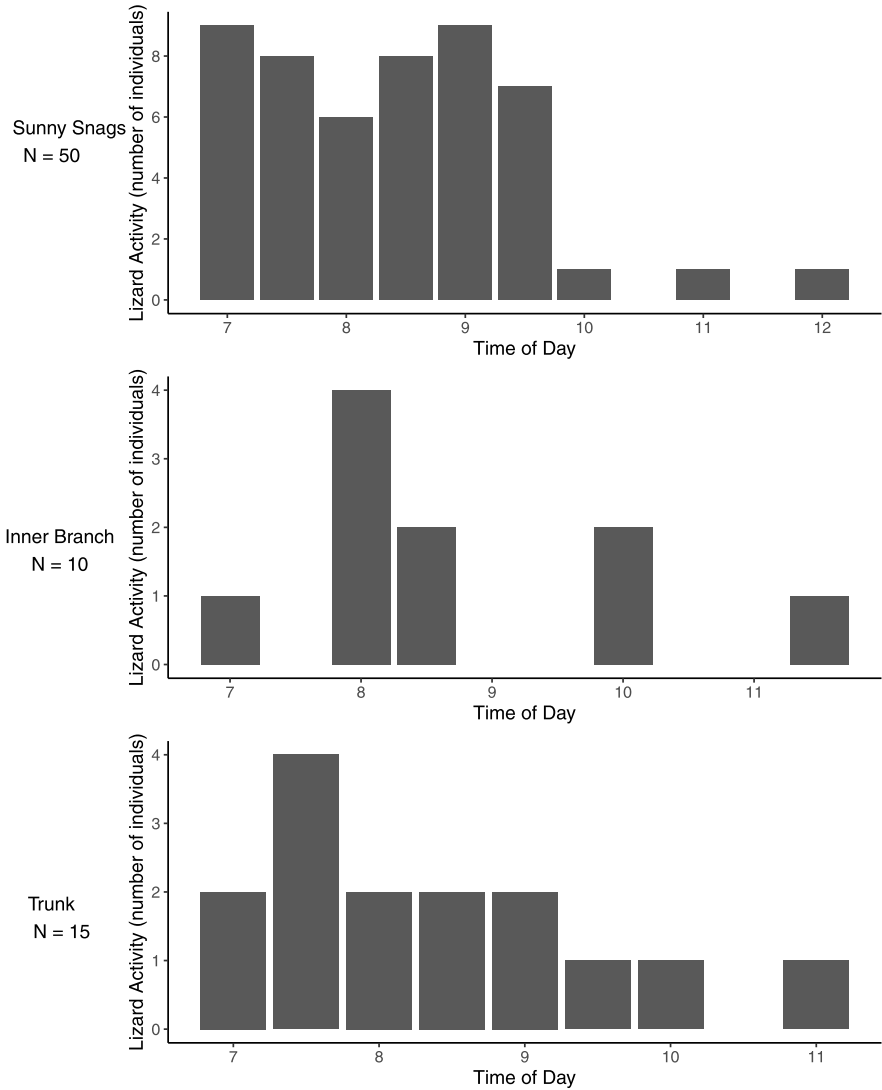 Sunny Snags
N = 50
Lizard Activity (number of individuals)
8
6
4
2
0
7 8 9 10 11 12
Time of Day
Inner Branch
N = 10
Lizard Activity (number of individuals)
4
3
2
1
0
7 8 9 10 11
Time of Day
Trunk
N = 15
Lizard Activity (number of individuals)
4
3
2
1
0
7 8 9 10 11
Time of Day